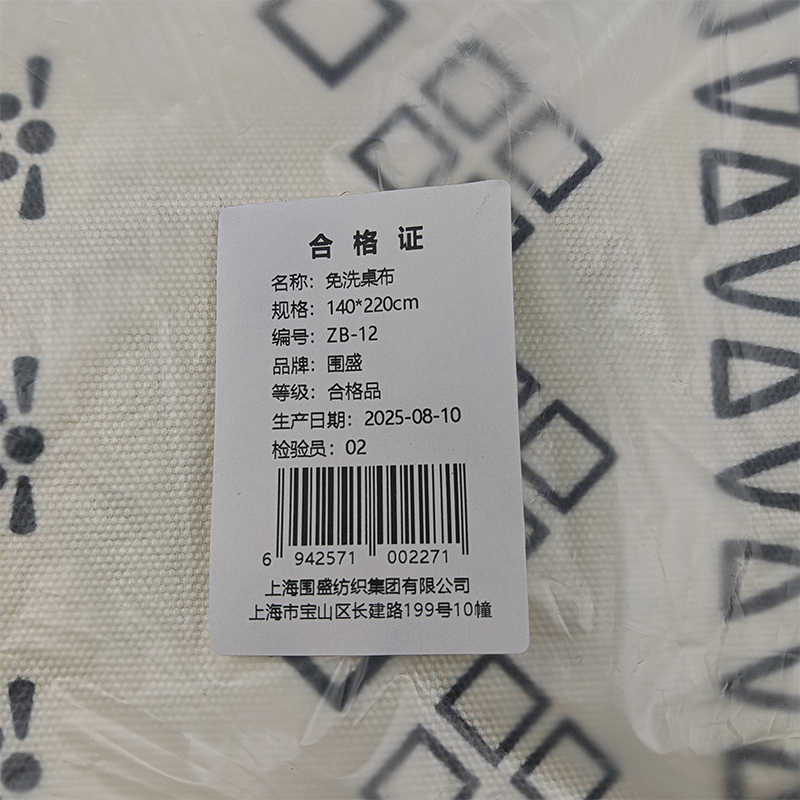 合格证
名称：免洗桌布
规格：140*220cm
编号：ZB-12
品牌：围盛
等级：合格品
生产日期：2025-08-10
检验员：02
6 942571 002271
上海围盛纺织集团有限公司
上海市宝山区长建路199号10幢